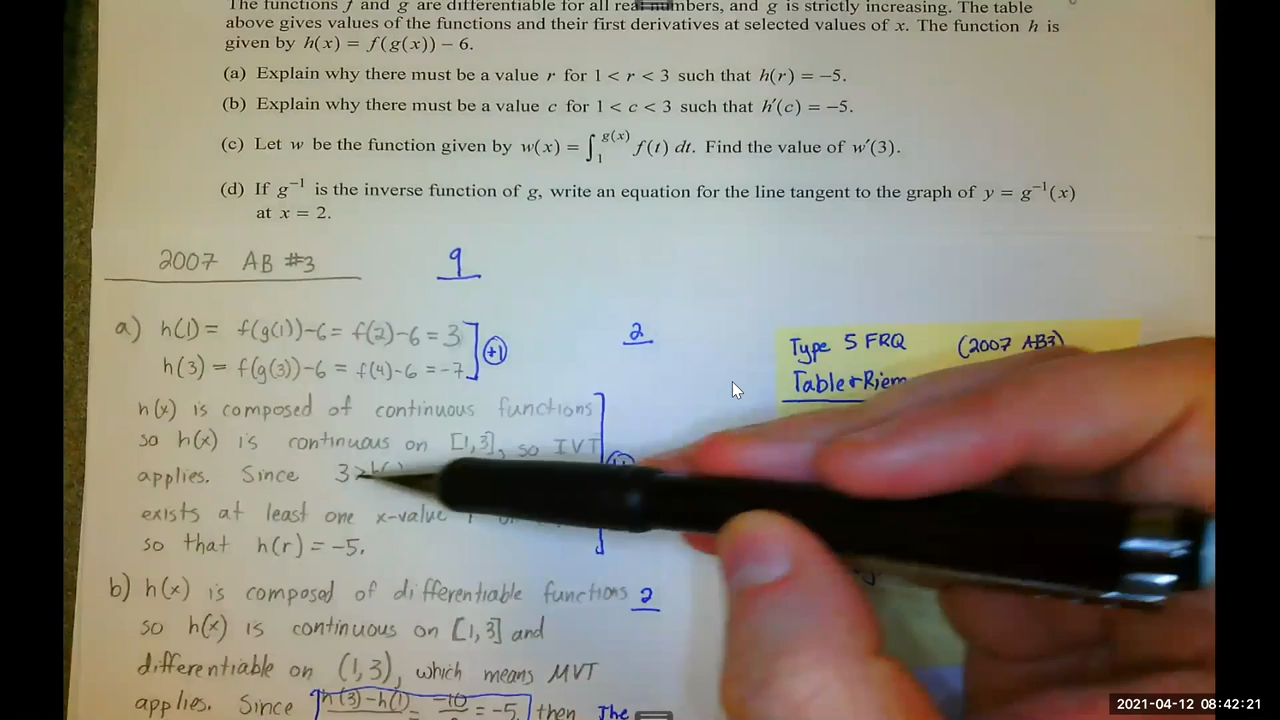 The functions f and g are differentiable for all real numbers, and g is strictly increasing. The table
above gives values of the functions and their first derivatives at selected values of x. The function h is
given by h(x) = f(g(x)) − 6.
(a) Explain why there must be a value r for 1 < r < 3 such that h(r) = −5.
(b) Explain why there must be a value c for 1 < c < 3 such that h′(c) = −5.
(c) Let w be the function given by w(x) = ∫₁^g(x) f(t) dt. Find the value of w′(3).
(d) If g⁻¹ is the inverse function of g, write an equation for the line tangent to the graph of y = g⁻¹(x)
at x = 2.
2007 AB #3 9
a) h(1) = f(g(1))-6 = f(2)-6 = 3 2
h(3) = f(g(3))-6 = f(4)-6 = -7 +1
h(x) is composed of continuous functions
so h(x) is continuous on [1,3], so IVT
applies. Since 3 >
exists at least one x-value
so that h(r) = -5.
b) h(x) is composed of differentiable functions 2
so h(x) is continuous on [1,3] and
differentiable on (1,3), which means MVT
applies. Since h(3)-h(1) = -10 = -5, then The
Type 5 FRQ (2007 AB3)
2021-04-12 08:42:21